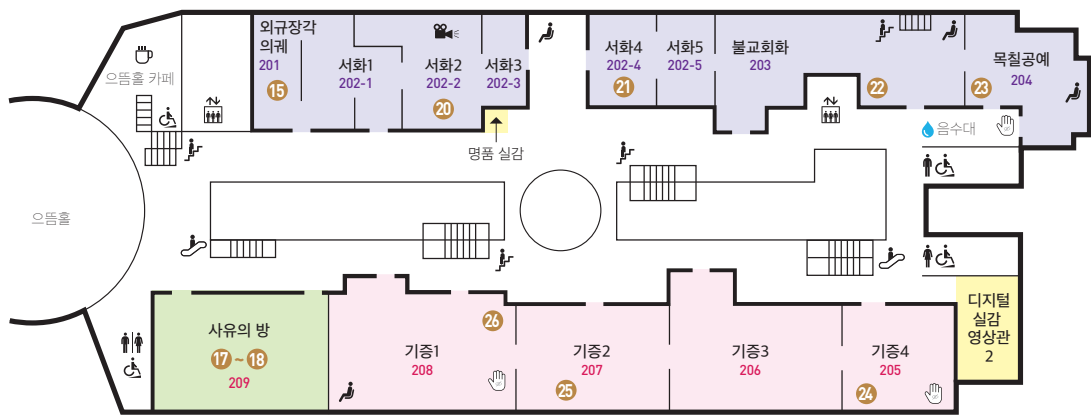 외규장각
의궤
201
15
서화1
202-1
서화2
202-2
20
서화3
202-3
서화4
202-4
21
서화5
202-5
불교회화
203
22
23
목칠공예
204
으뜸홀 카페
명품 실감
음수대
으뜸홀
사유의 방
17 ~ 18
209
기증1
208
26
기증2
207
25
기증3
206
기증4
205
24
디지털
실감
영상관
2